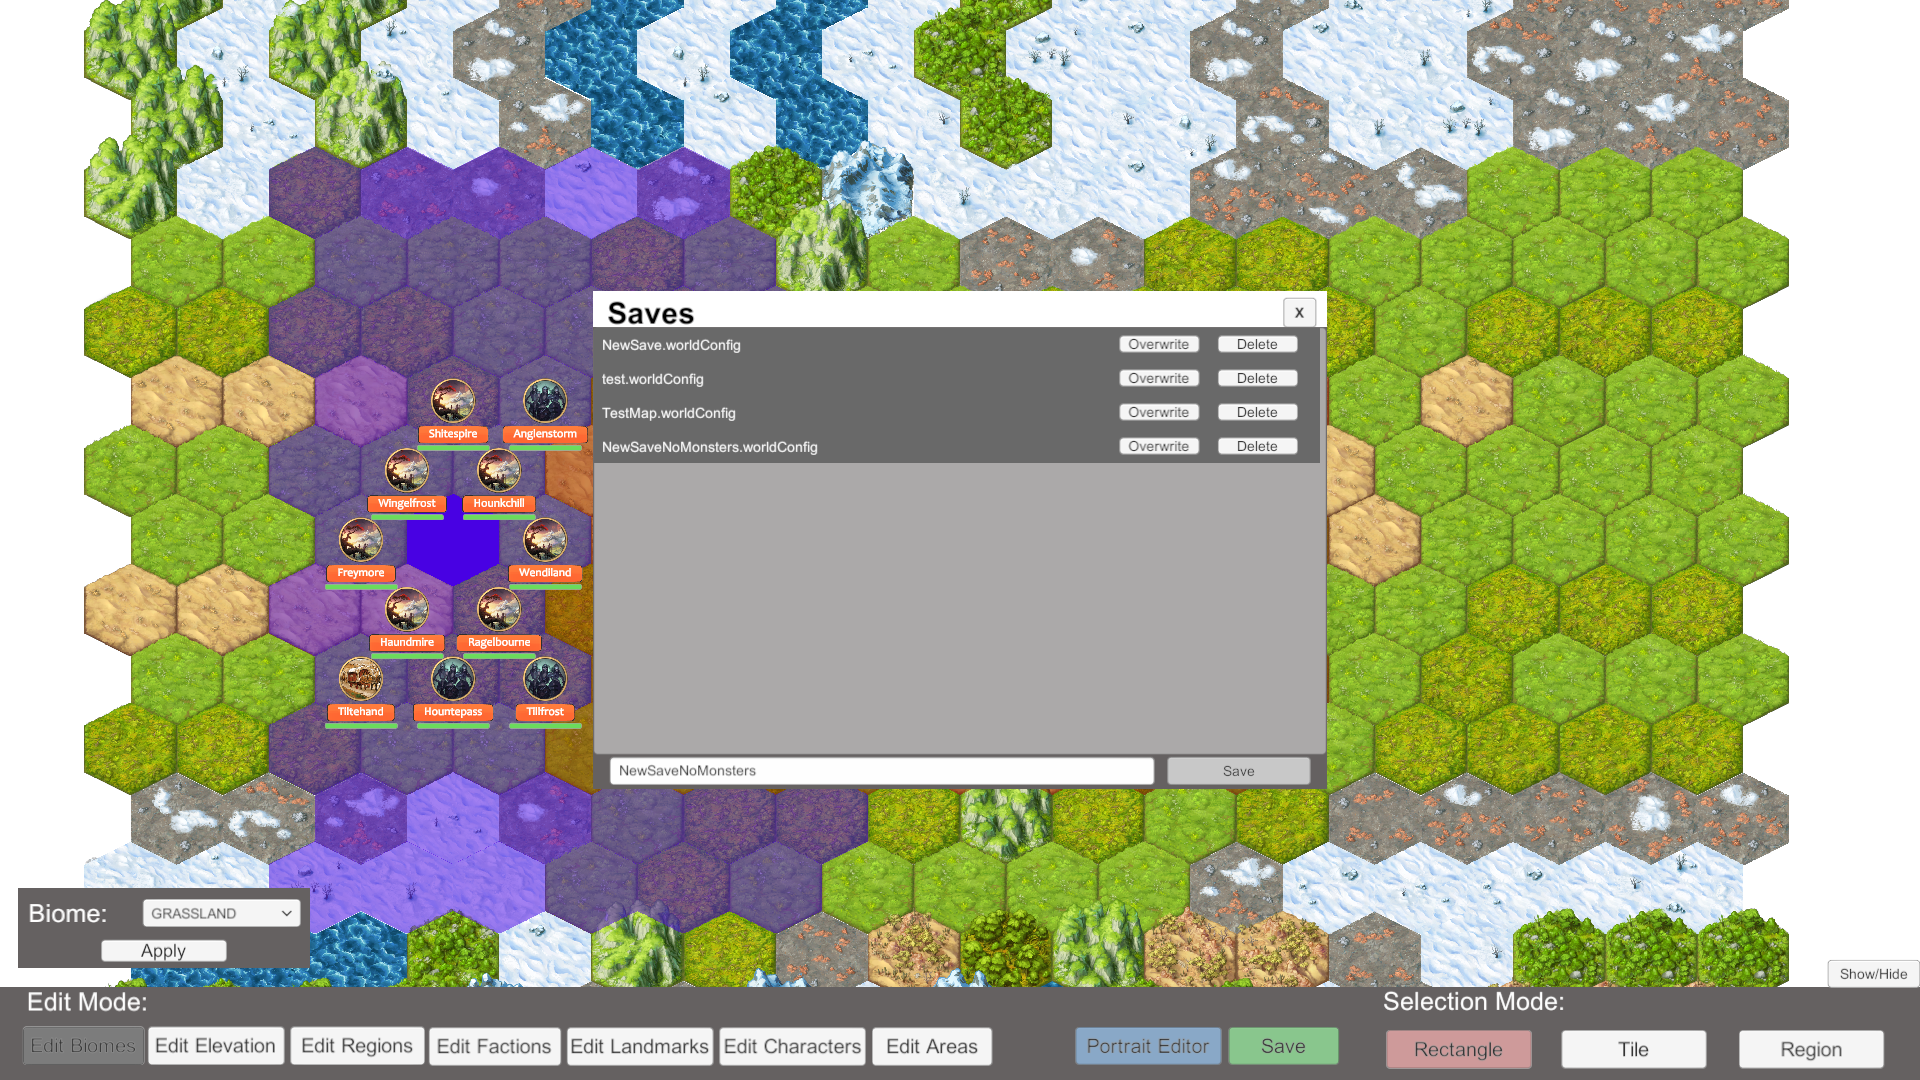 Saves
X
NewSave.worldConfig Overwrite Delete
test.worldConfig Overwrite Delete
TestMap.worldConfig Overwrite Delete
NewSaveNoMonsters.worldConfig Overwrite Delete
NewSaveNoMonsters Save
Shitespire Anglenstorm
Wingelfrost Hounkchill
Freymore Wendlland
Haundmire Ragelbourne
Tiltehand Hountepass Tillfrost
Biome: GRASSLAND
Apply
Show/Hide
Edit Mode:
Edit Biomes Edit Elevation Edit Regions Edit Factions Edit Landmarks Edit Characters Edit Areas
Portrait Editor Save
Selection Mode:
Rectangle Tile Region